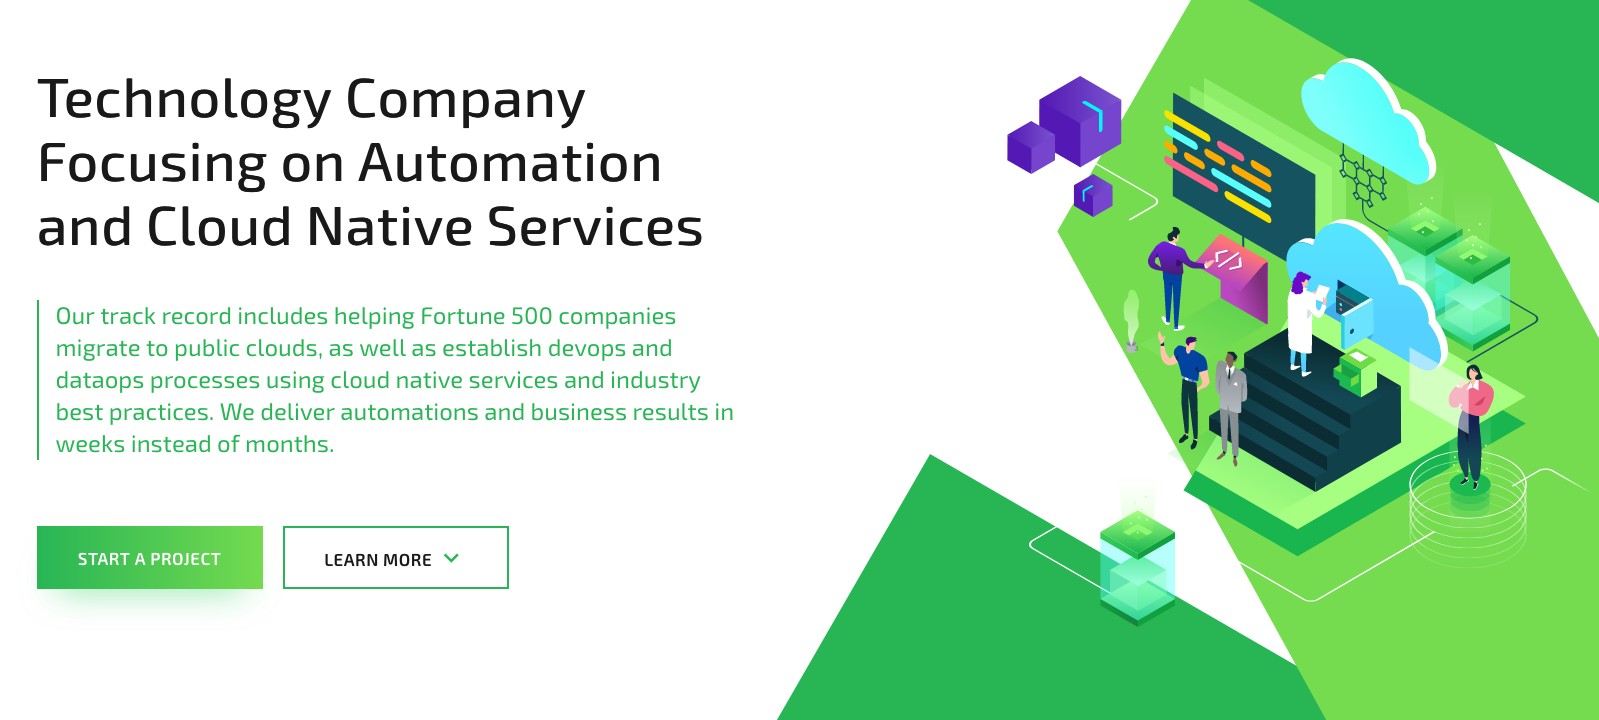 Technology Company
Focusing on Automation
and Cloud Native Services
Our track record includes helping Fortune 500 companies
migrate to public clouds, as well as establish devops and
dataops processes using cloud native services and industry
best practices. We deliver automations and business results in
weeks instead of months.
START A PROJECT
LEARN MORE
</>